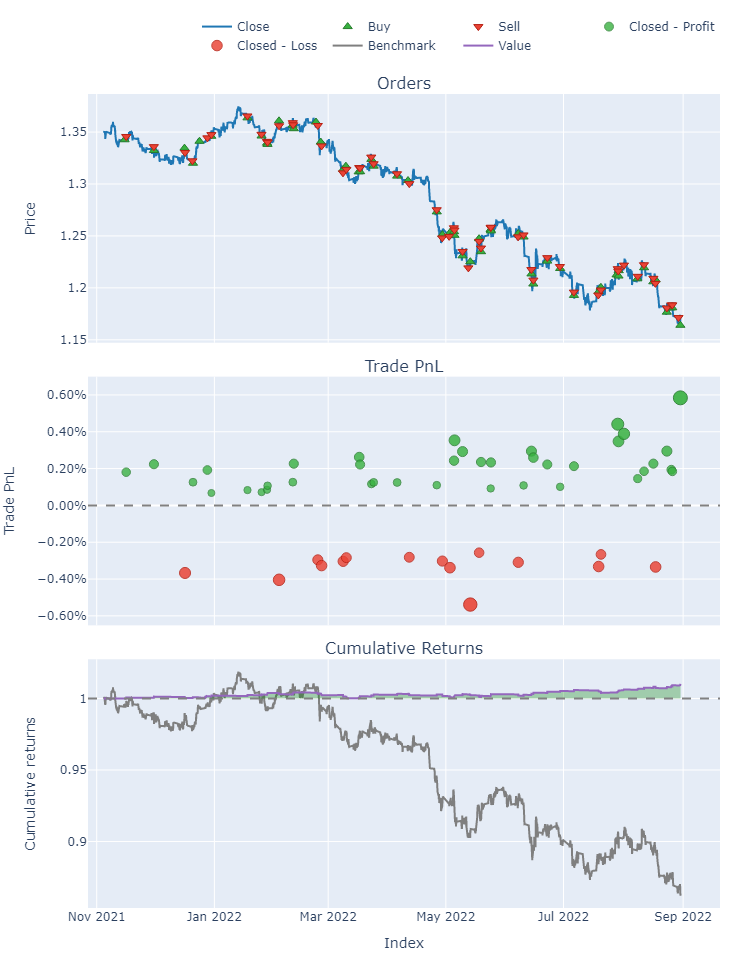 Close Buy Sell Closed - Profit
Closed - Loss Benchmark Value
Orders
1.35
1.3
1.25
1.2
1.15
Price
Trade PnL
0.60%
0.40%
0.20%
0.00%
−0.20%
−0.40%
−0.60%
Trade PnL
Cumulative Returns
1
0.95
0.9
Cumulative returns
Nov 2021 Jan 2022 Mar 2022 May 2022 Jul 2022 Sep 2022
Index